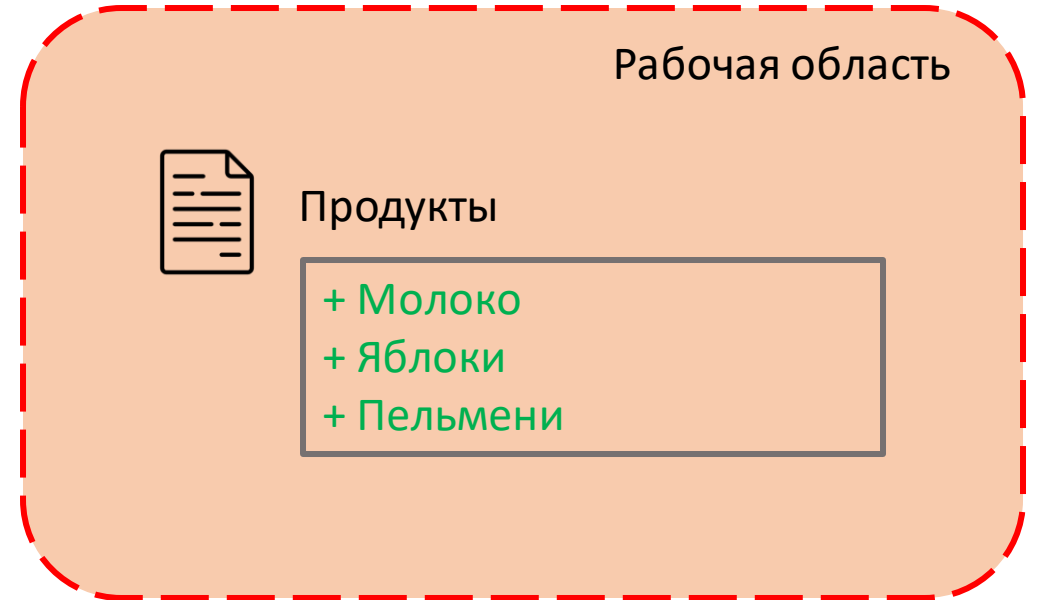 Рабочая область
Продукты
+ Молоко
+ Яблоки
+ Пельмени